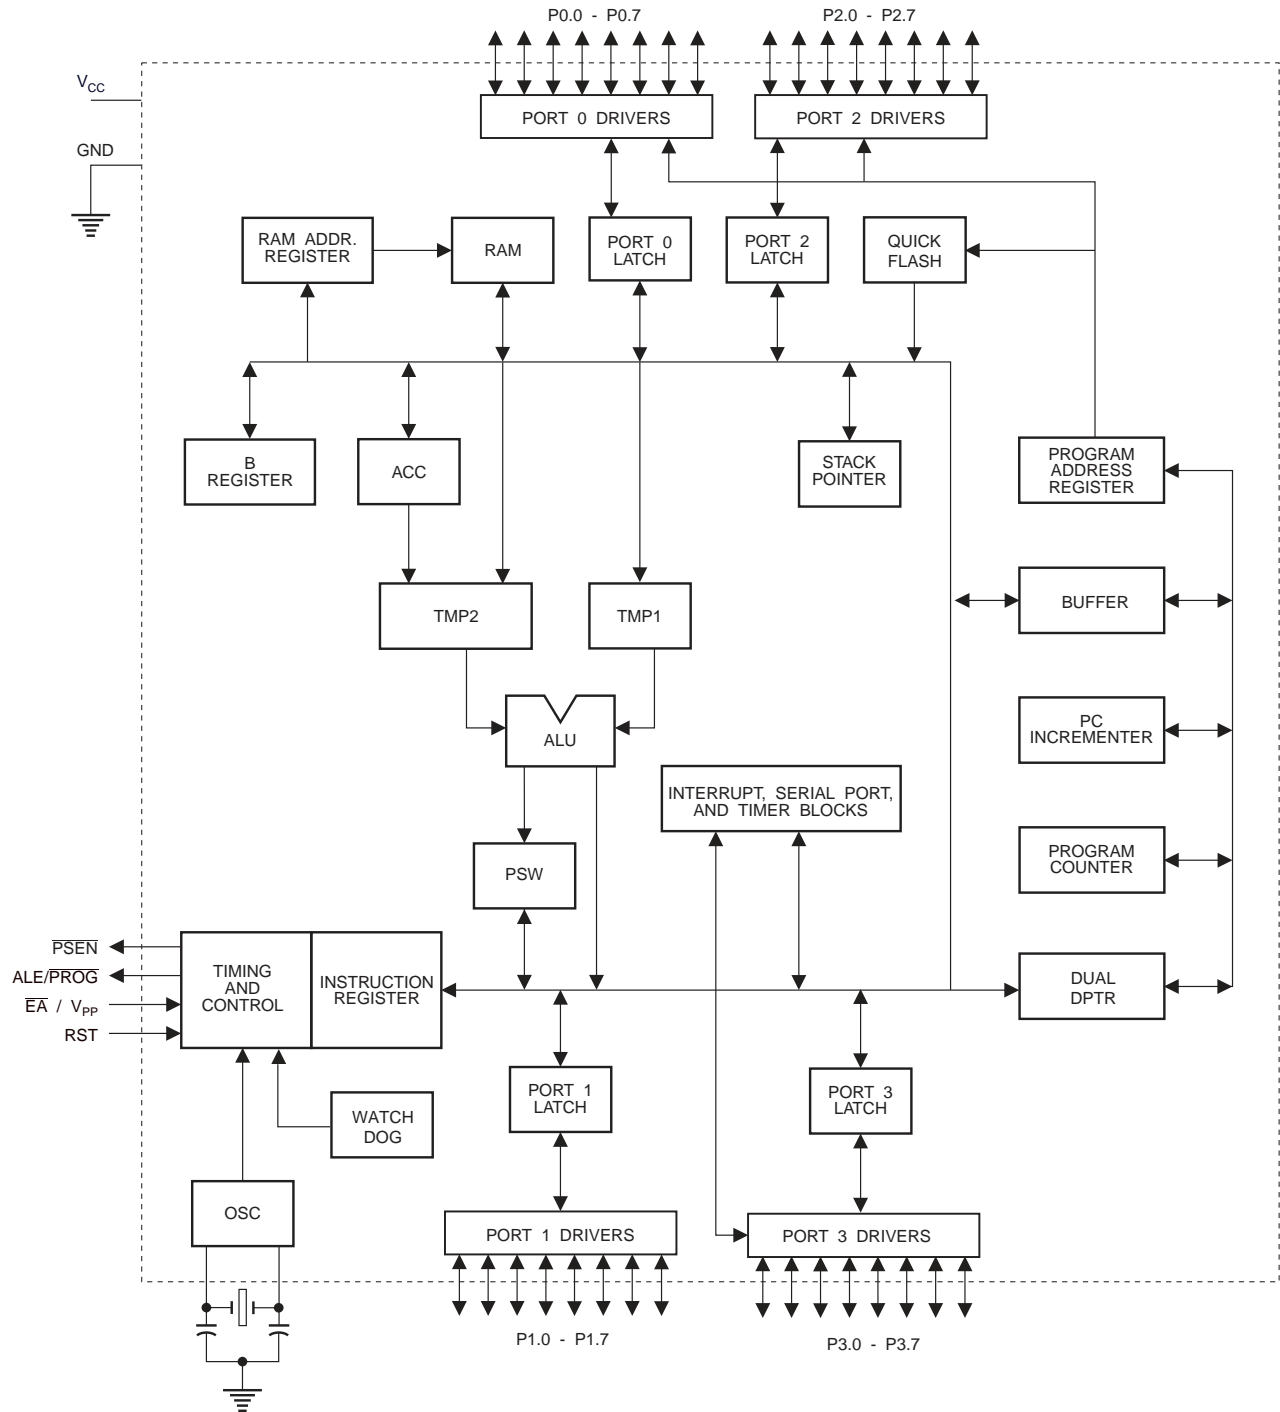 P0.0 - P0.7
P2.0 - P2.7
VCC
GND
PORT 0 DRIVERS
PORT 2 DRIVERS
RAM ADDR.
REGISTER
RAM
PORT 0
LATCH
PORT 2
LATCH
QUICK
FLASH
B
REGISTER
ACC
STACK
POINTER
PROGRAM
ADDRESS
REGISTER
TMP2
TMP1
BUFFER
ALU
PC
INCREMENTER
INTERRUPT, SERIAL PORT,
AND TIMER BLOCKS
PSW
PROGRAM
COUNTER
PSEN
ALE/PROG
EA / VPP
RST
TIMING
AND
CONTROL
INSTRUCTION
REGISTER
DUAL
DPTR
WATCH
DOG
PORT 1
LATCH
PORT 3
LATCH
OSC
PORT 1 DRIVERS
PORT 3 DRIVERS
P1.0 - P1.7
P3.0 - P3.7